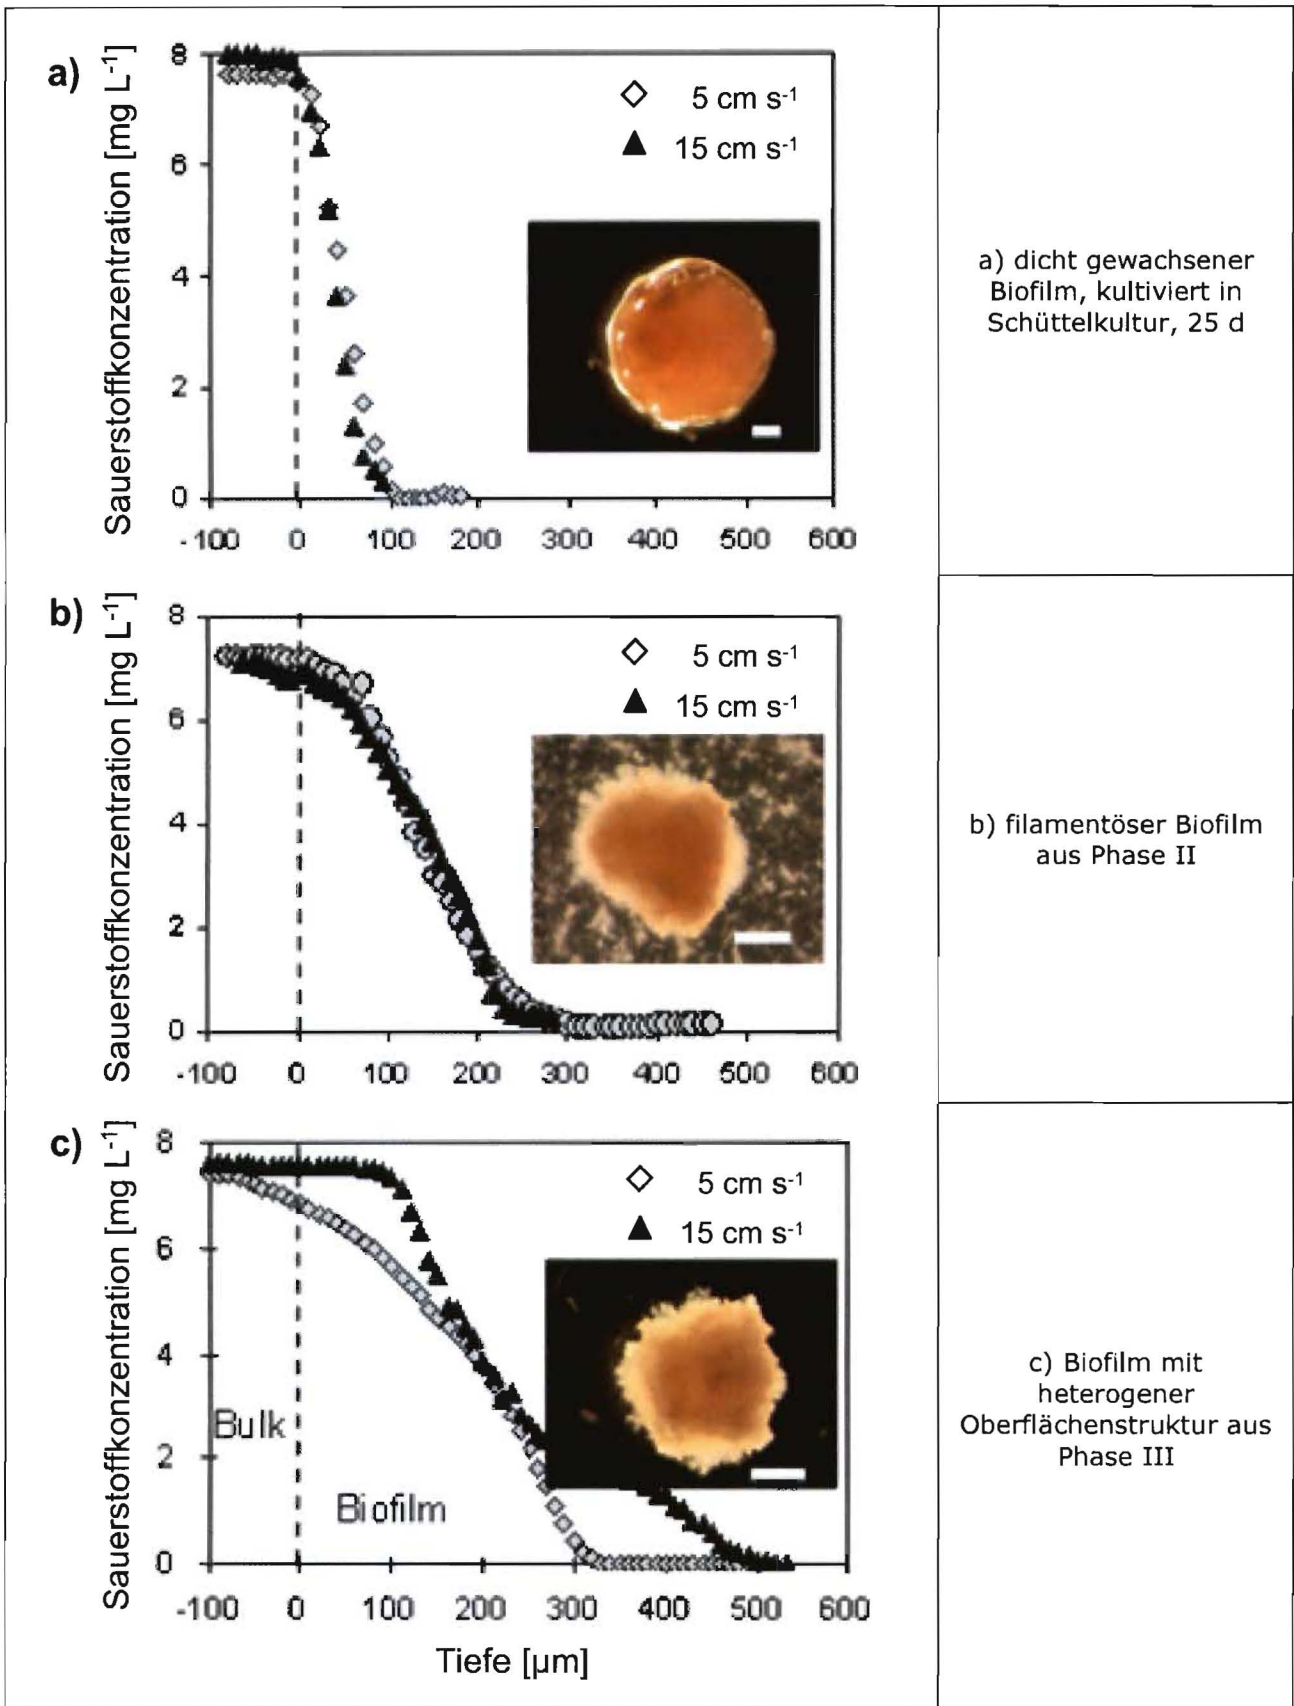 a)
Sauerstoffkonzentration [mg L⁻¹]
8
6
4
2
0
-100 0 100 200 300 400 500 600
5 cm s⁻¹
15 cm s⁻¹
a) dicht gewachsener
Biofilm, kultiviert in
Schüttelkultur, 25 d
b)
Sauerstoffkonzentration [mg L⁻¹]
8
6
4
2
0
-100 0 100 200 300 400 500 600
5 cm s⁻¹
15 cm s⁻¹
b) filamentöser Biofilm
aus Phase II
c)
Sauerstoffkonzentration [mg L⁻¹]
8
6
4
2
0
-100 0 100 200 300 400 500 600
5 cm s⁻¹
15 cm s⁻¹
Bulk
Biofilm
Tiefe [µm]
c) Biofilm mit
heterogener
Oberflächenstruktur aus
Phase III